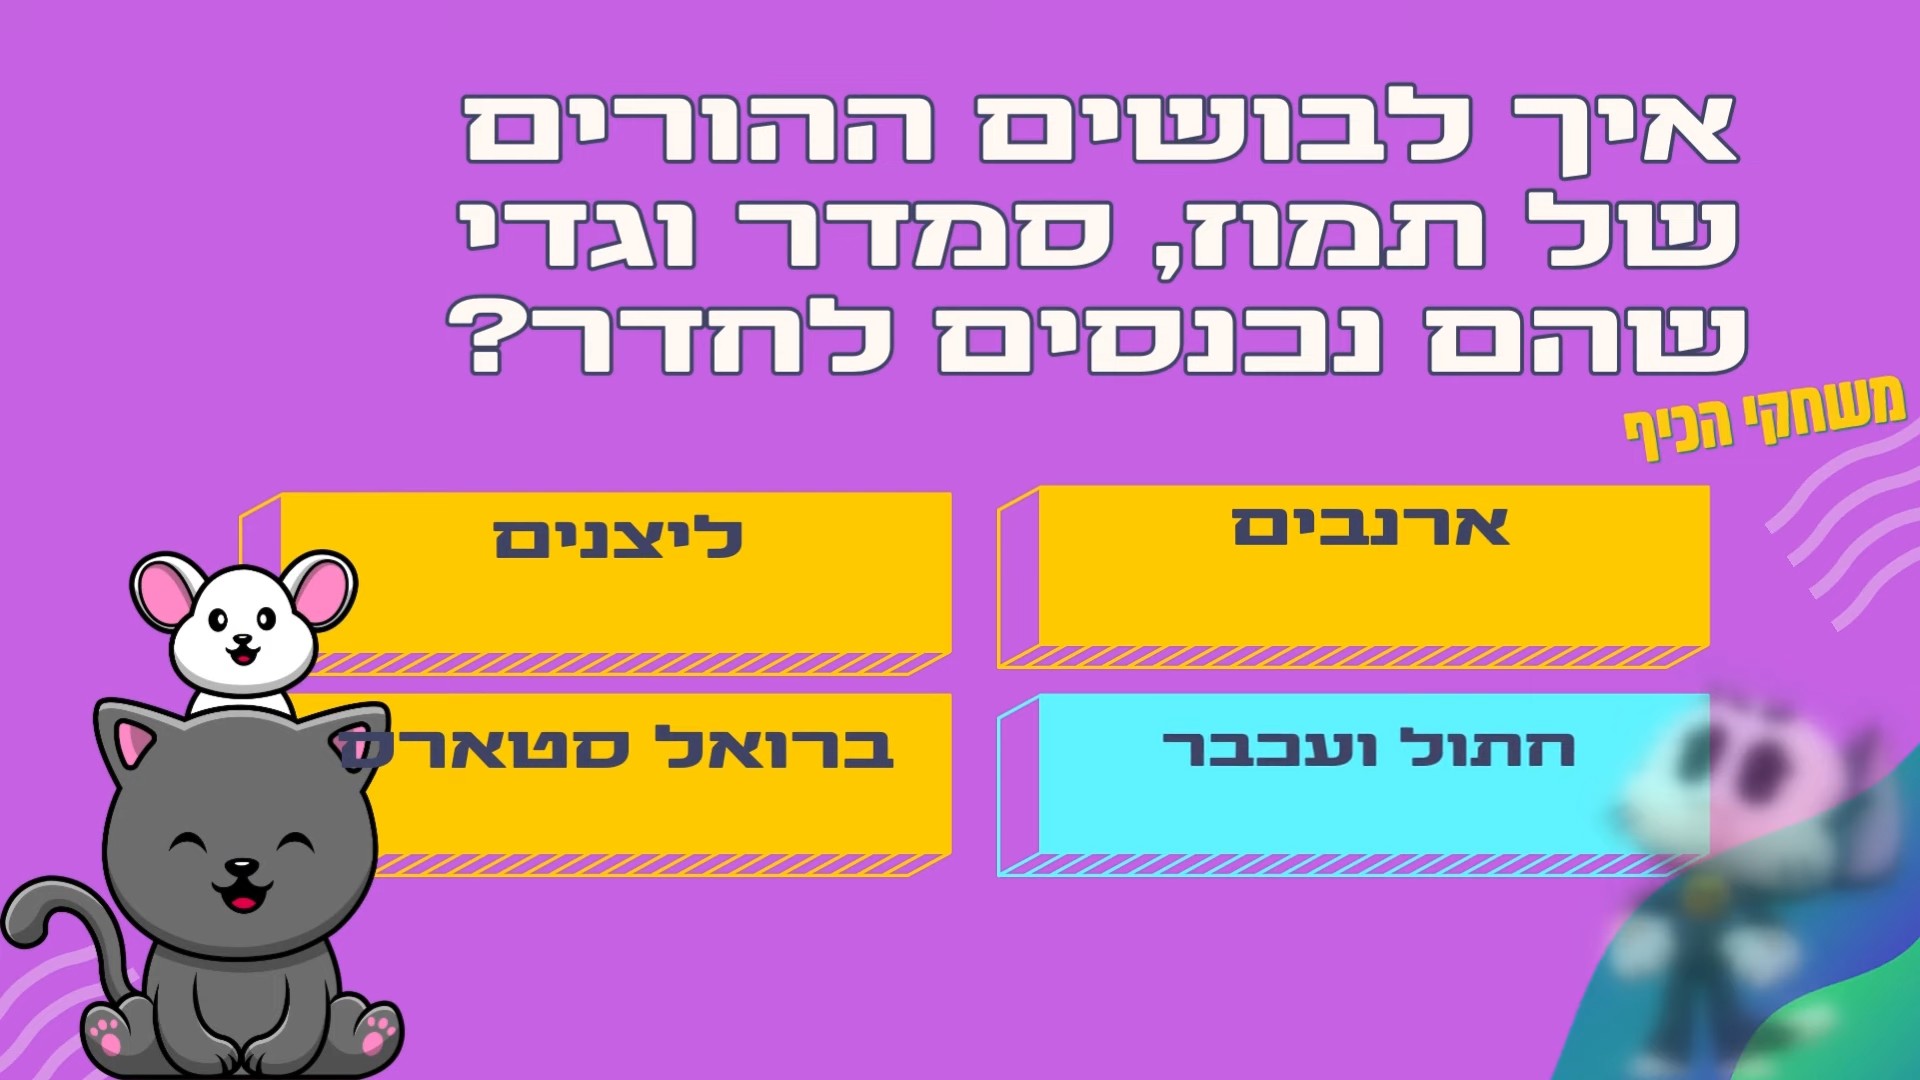 איך לבושים ההורים
של תמוז, סמדר וגדי
שהם נכנסים לחדר?
משחקי הכיף
ארנבים
ליצנים
חתול ועכבר
ברואל סטארס